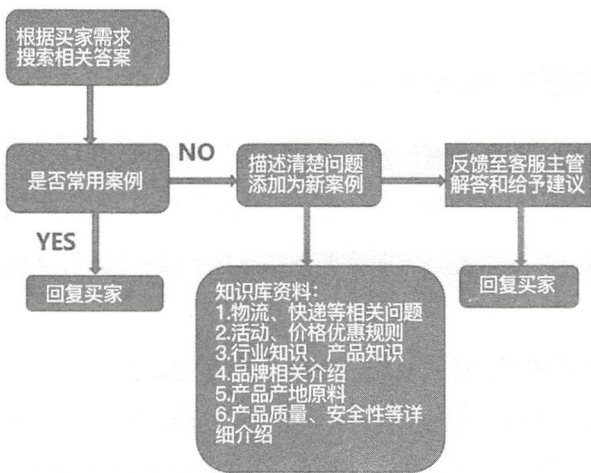 根据买家需求
搜索相关答案
是否常用案例
NO
描述清楚问题
添加为新案例
反馈至客服主管
解答和给予建议
YES
回复买家
知识库资料：
1.物流、快递等相关问题
2.活动、价格优惠规则
3.行业知识、产品知识
4.品牌相关介绍
5.产品产地原料
6.产品质量、安全性等详
细介绍
回复买家